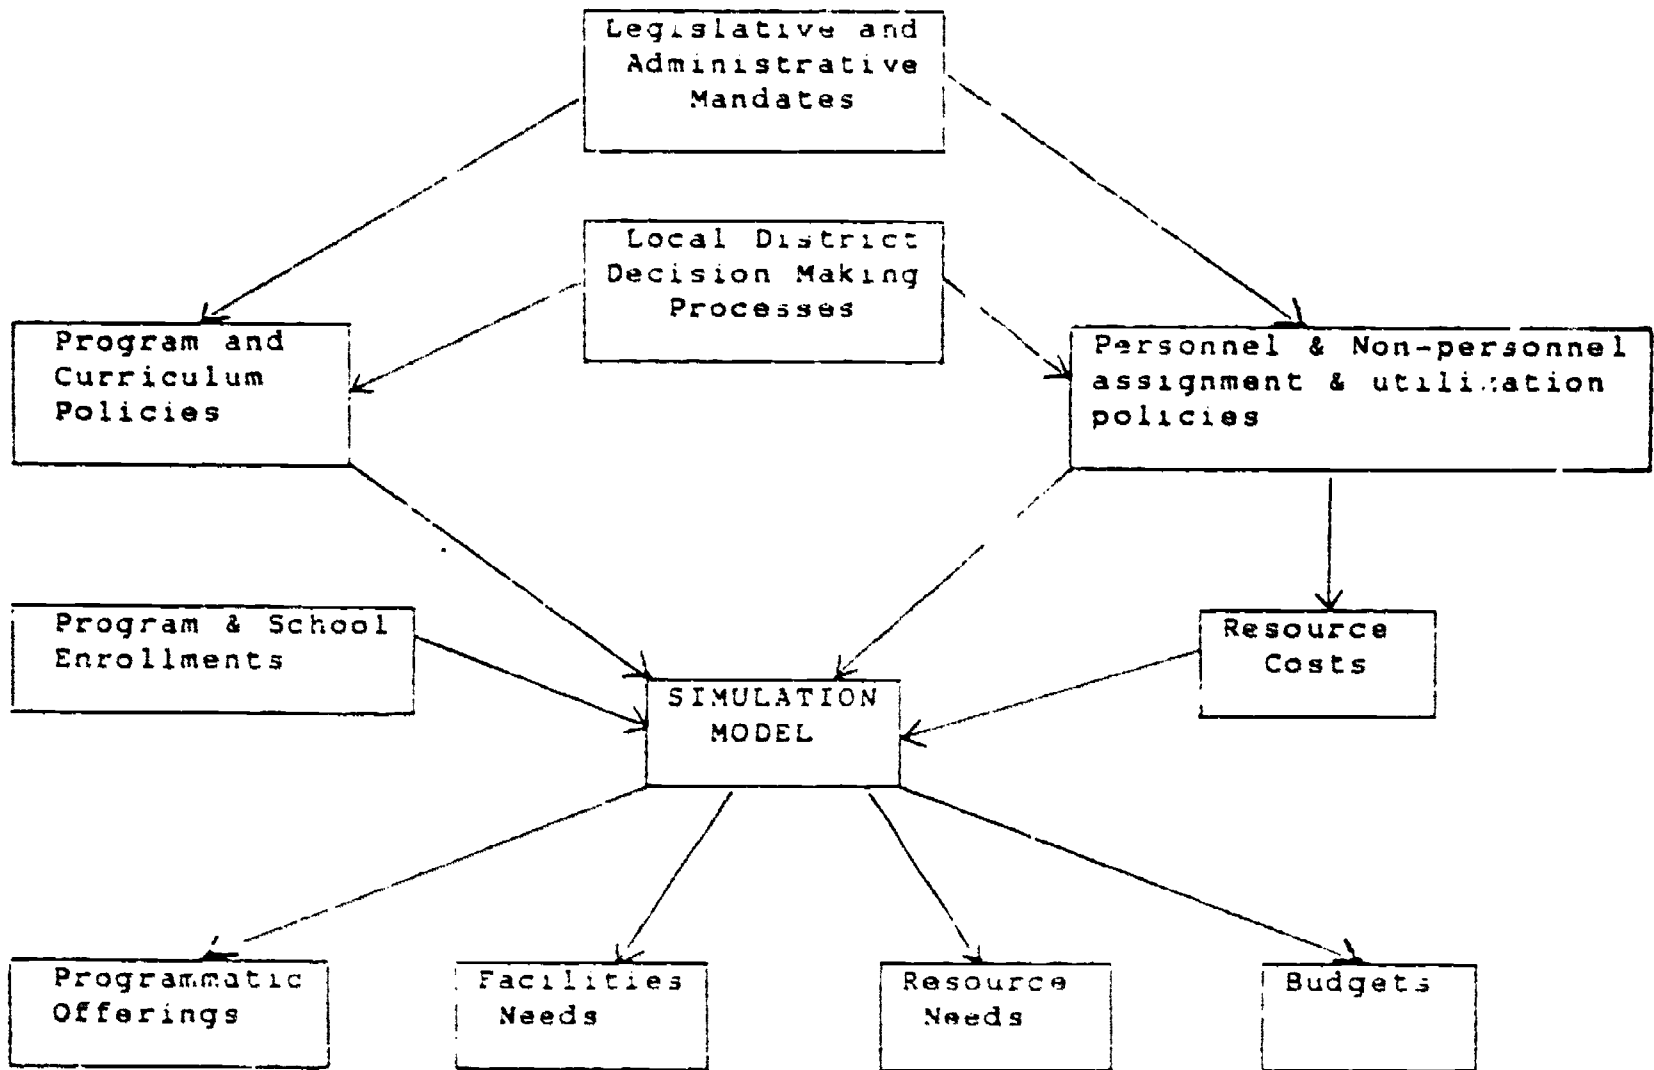 Legislative and
Administrative
Mandates
Local District
Decision Making
Processes
Program and
Curriculum
Policies
Personnel & Non-personnel
assignment & utilization
policies
Program & School
Enrollments
Resource
Costs
SIMULATION
MODEL
Programmatic
Offerings
Facilities
Needs
Resource
Needs
Budgets